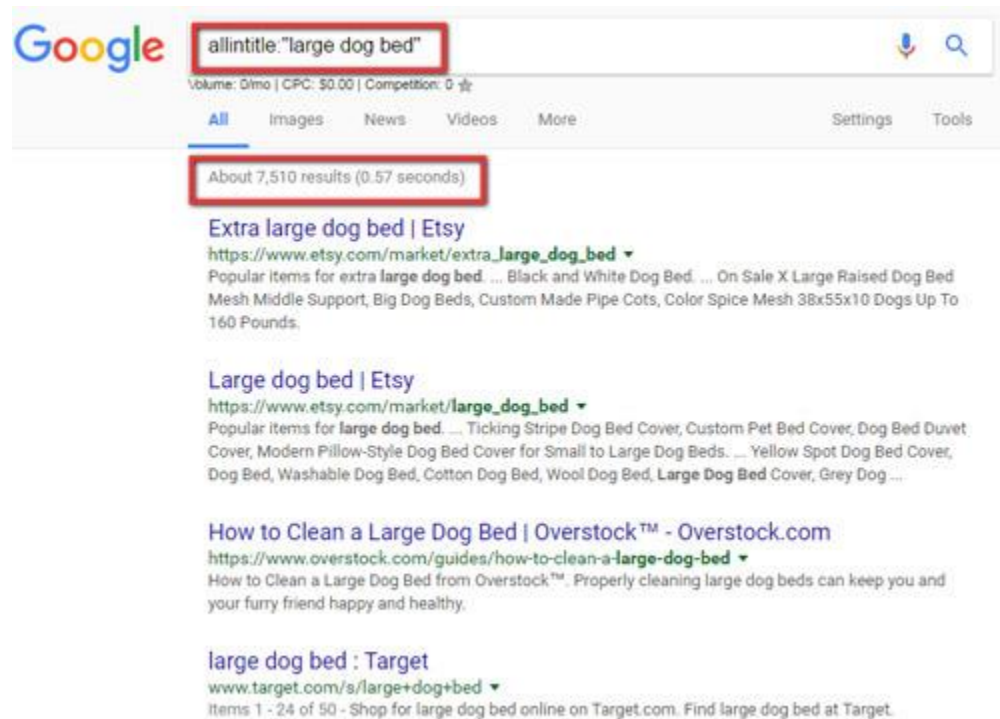 Google
allintitle:"large dog bed"
Volume: 0/mo | CPC: $0.00 | Competition: 0 ☆
All Images News Videos More Settings Tools
About 7,510 results (0.57 seconds)
Extra large dog bed | Etsy
https://www.etsy.com/market/extra_large_dog_bed ▼
Popular items for extra large dog bed. ... Black and White Dog Bed. ... On Sale X Large Raised Dog Bed
Mesh Middle Support, Big Dog Beds, Custom Made Pipe Cots, Color Spice Mesh 38x55x10 Dogs Up To
160 Pounds.
Large dog bed | Etsy
https://www.etsy.com/market/large_dog_bed ▼
Popular items for large dog bed. ... Ticking Stripe Dog Bed Cover, Custom Pet Bed Cover, Dog Bed Duvet
Cover, Modern Pillow-Style Dog Bed Cover for Small to Large Dog Beds. ... Yellow Spot Dog Bed Cover,
Dog Bed, Washable Dog Bed, Cotton Dog Bed, Wool Dog Bed, Large Dog Bed Cover, Grey Dog ...
How to Clean a Large Dog Bed | Overstock™ - Overstock.com
https://www.overstock.com/guides/how-to-clean-a-large-dog-bed ▼
How to Clean a Large Dog Bed from Overstock™. Properly cleaning large dog beds can keep you and
your furry friend happy and healthy.
large dog bed : Target
www.target.com/s/large+dog+bed ▼
Items 1 - 24 of 50 - Shop for large dog bed online on Target.com. Find large dog bed at Target.